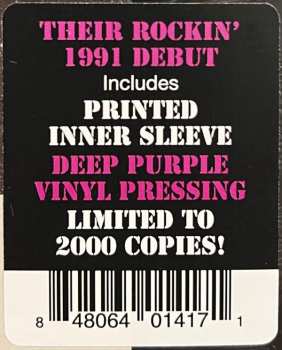 THEIR ROCKIN'
1991 DEBUT
Includes
PRINTED
INNER SLEEVE
DEEP PURPLE
VINYL PRESSING
LIMITED TO
2000 COPIES!
8 48064 01417 1